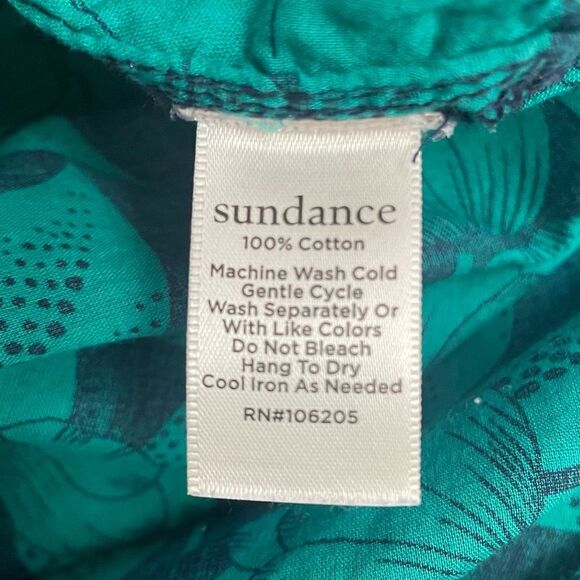 sundance
100% Cotton
Machine Wash Cold
Gentle Cycle
Wash Separately Or
With Like Colors
Do Not Bleach
Hang To Dry
Cool Iron As Needed
RN#106205